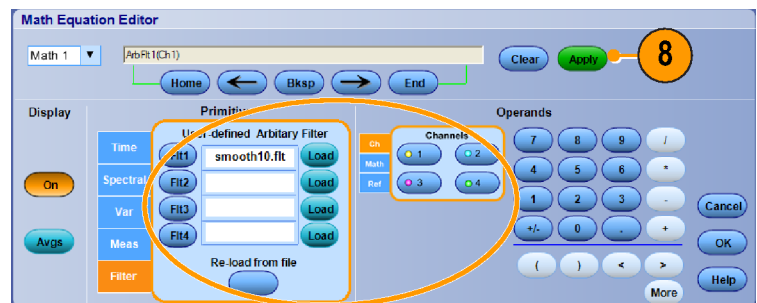 Math Equation Editor
Math 1
ArbFlt1(Ch1)
Clear
Apply
8
Home
Bksp
End
Display
On
Avgs
Time
Spectral
Var
Meas
Filter
User-defined Arbitary Filter
Flt1 smooth10.flt Load
Flt2 Load
Flt3 Load
Flt4 Load
Re-load from file
Operands
Ch
Math
Ref
Channels
1 2
3 4
7 8 9 /
4 5 6 *
1 2 3 -
+/- 0 . +
( ) < >
More
Cancel
OK
Help